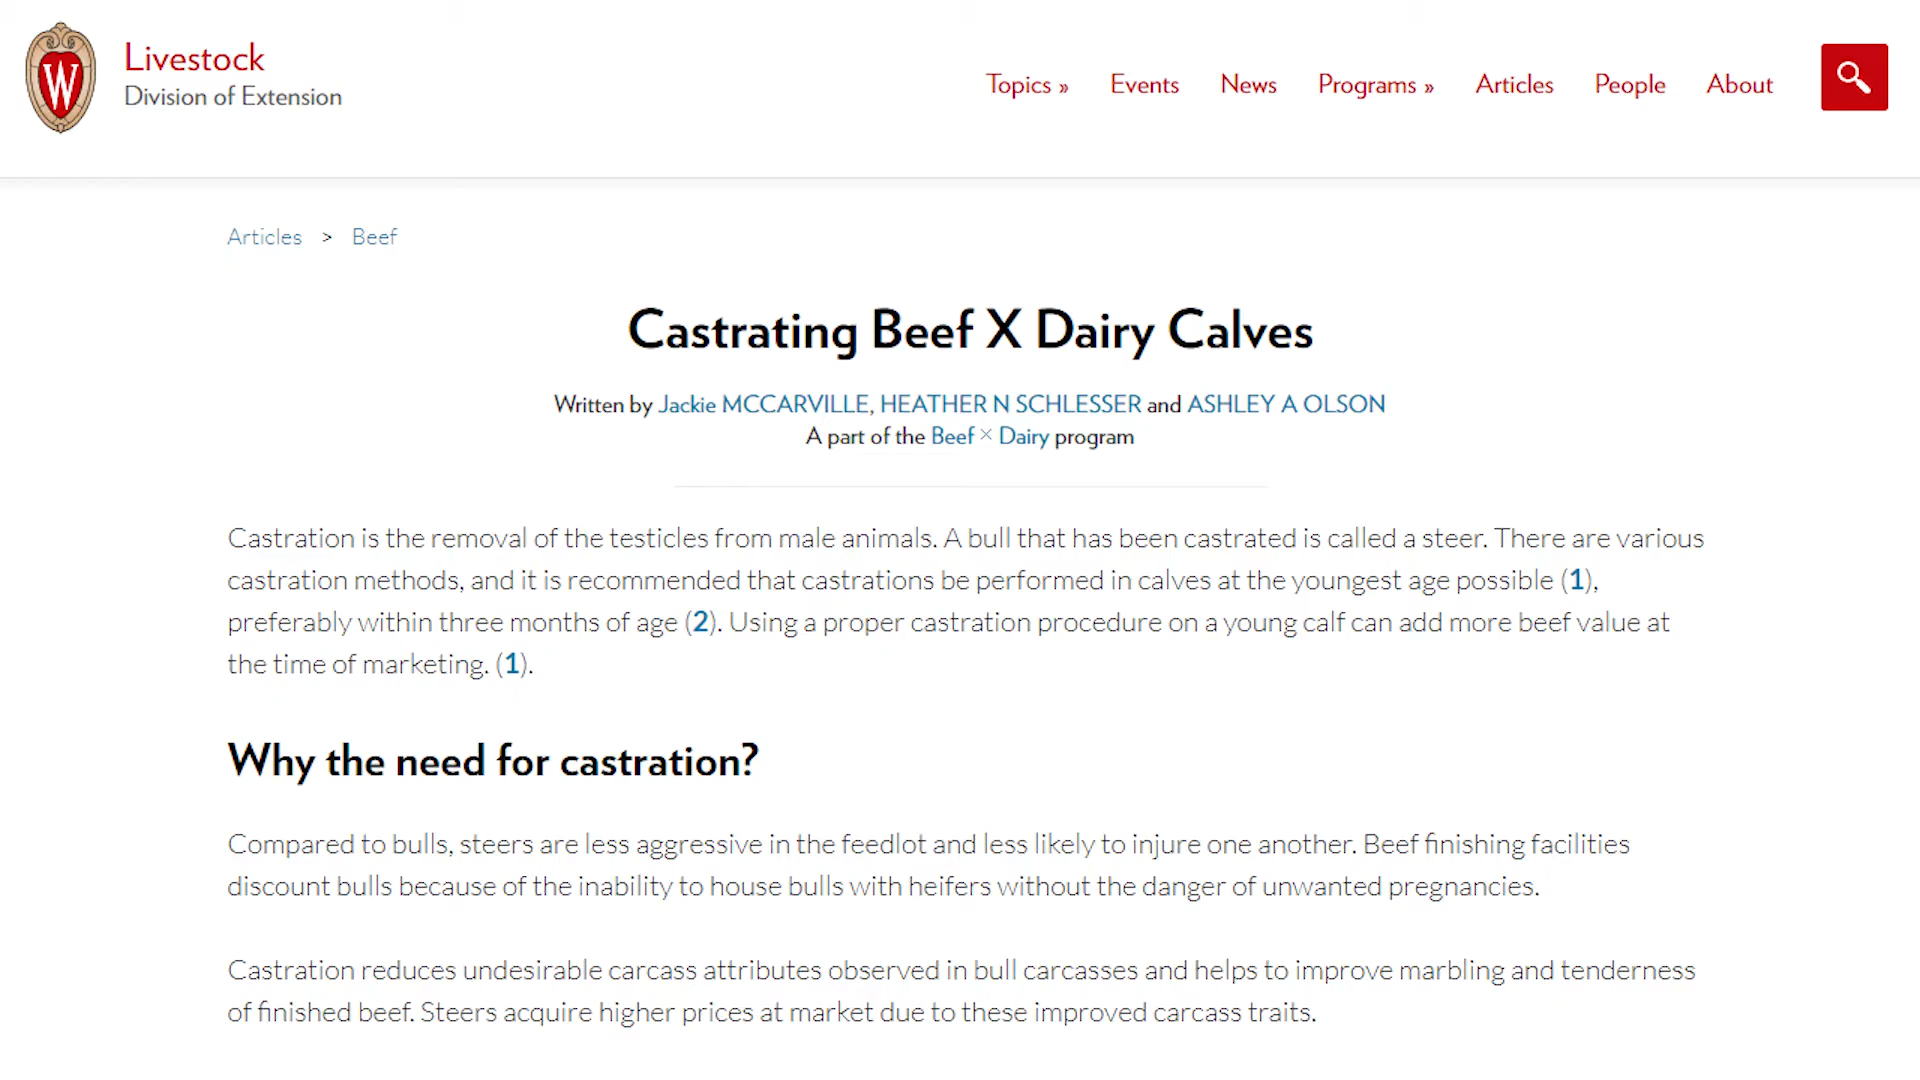 W
Livestock
Division of Extension
Topics » Events News Programs » Articles People About
Articles > Beef
Castrating Beef X Dairy Calves
Written by Jackie MCCARVILLE, HEATHER N SCHLESSER and ASHLEY A OLSON
A part of the Beef × Dairy program
Castration is the removal of the testicles from male animals. A bull that has been castrated is called a steer. There are various
castration methods, and it is recommended that castrations be performed in calves at the youngest age possible (1),
preferably within three months of age (2). Using a proper castration procedure on a young calf can add more beef value at
the time of marketing. (1).
Why the need for castration?
Compared to bulls, steers are less aggressive in the feedlot and less likely to injure one another. Beef finishing facilities
discount bulls because of the inability to house bulls with heifers without the danger of unwanted pregnancies.
Castration reduces undesirable carcass attributes observed in bull carcasses and helps to improve marbling and tenderness
of finished beef. Steers acquire higher prices at market due to these improved carcass traits.